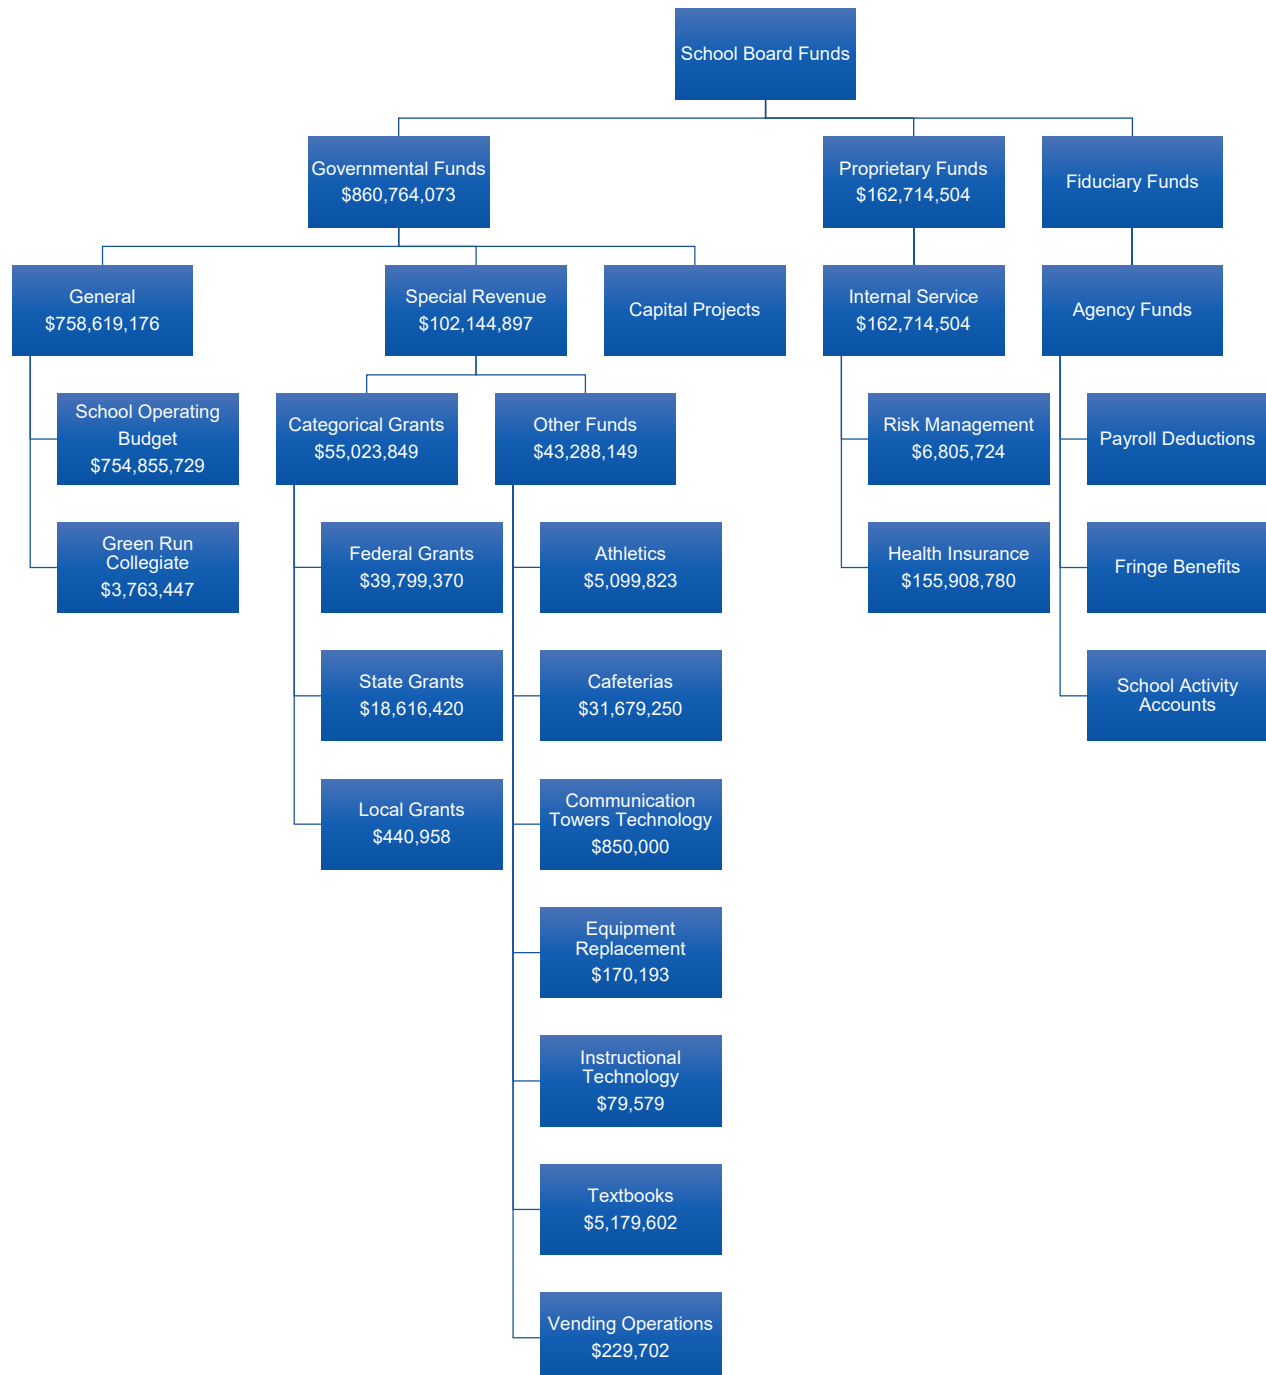 School Board Funds
Governmental Funds
$860,764,073
Proprietary Funds
$162,714,504
Fiduciary Funds
General
$758,619,176
Special Revenue
$102,144,897
Capital Projects
Internal Service
$162,714,504
Agency Funds
School Operating
Budget
$754,855,729
Categorical Grants
$55,023,849
Other Funds
$43,288,149
Risk Management
$6,805,724
Payroll Deductions
Green Run
Collegiate
$3,763,447
Federal Grants
$39,799,370
Athletics
$5,099,823
Health Insurance
$155,908,780
Fringe Benefits
State Grants
$18,616,420
Cafeterias
$31,679,250
School Activity
Accounts
Local Grants
$440,958
Communication
Towers Technology
$850,000
Equipment
Replacement
$170,193
Instructional
Technology
$79,579
Textbooks
$5,179,602
Vending Operations
$229,702